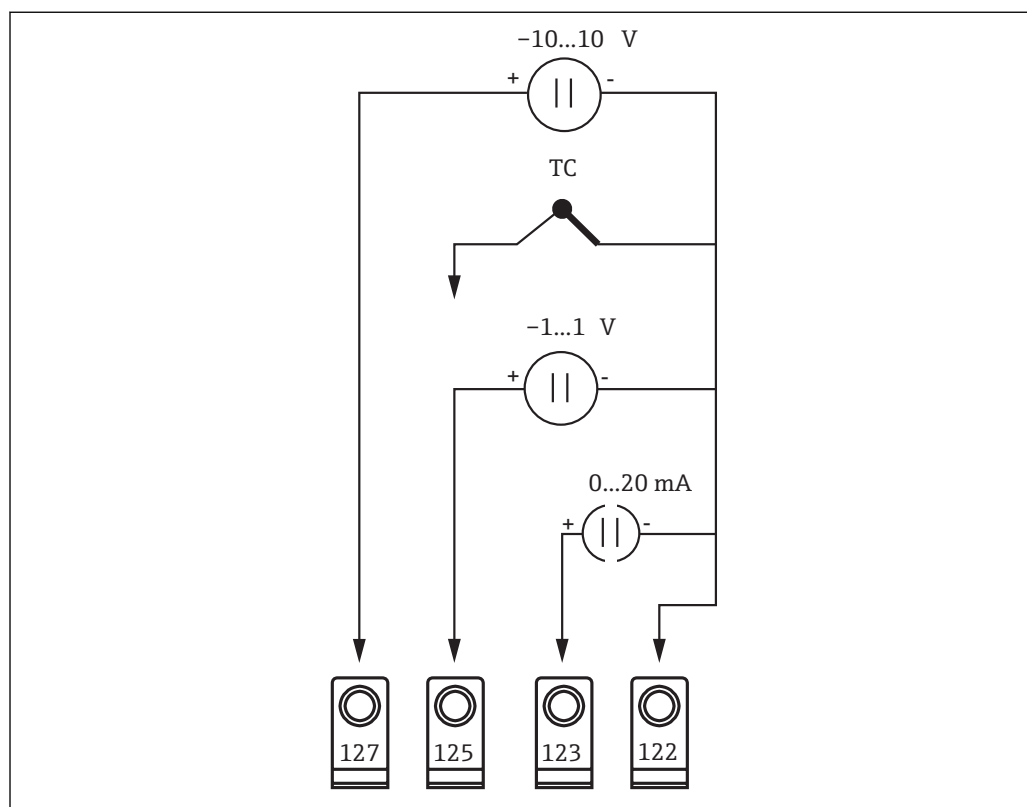 −10...10 V
+ -
TC
−1...1 V
+ -
0...20 mA
+ -
127 125 123 122